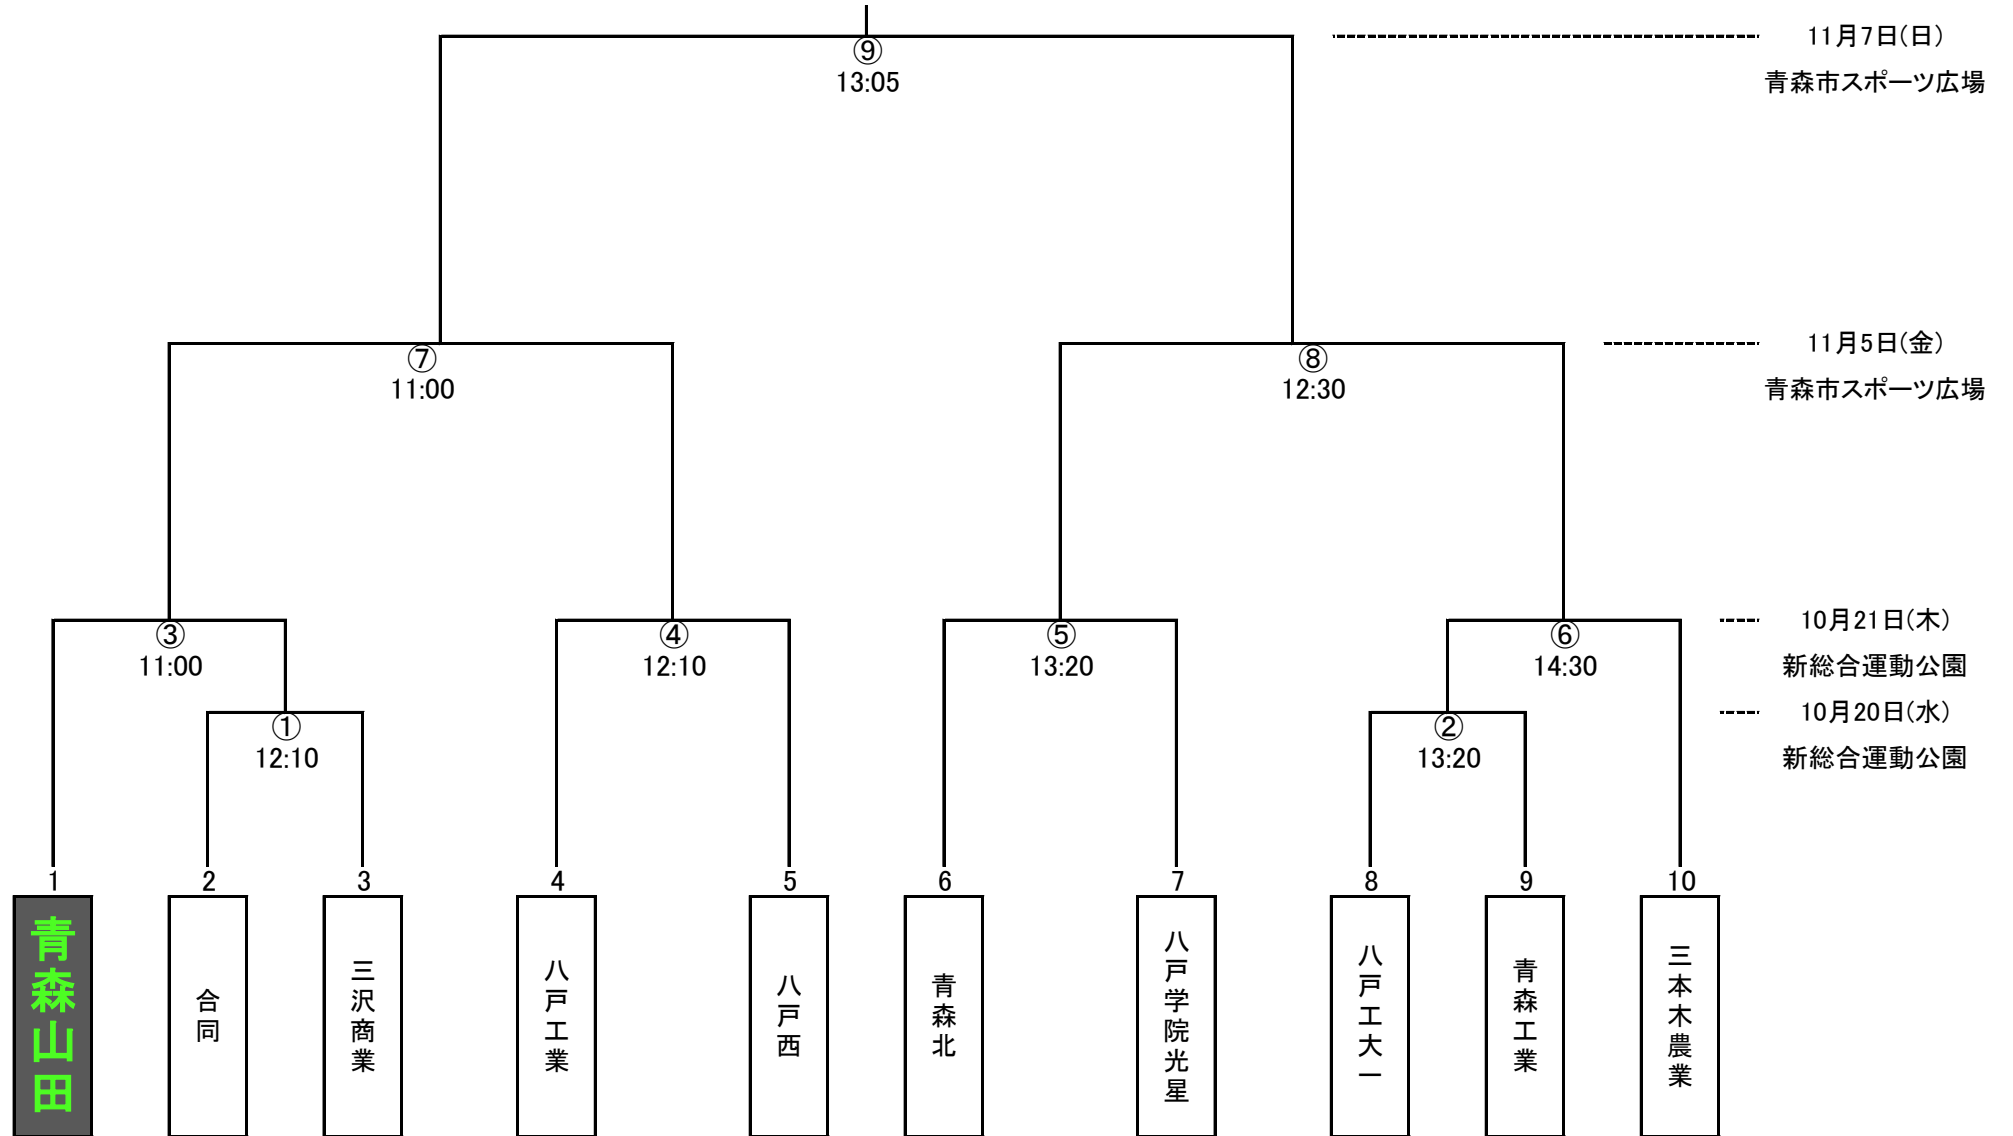 ⑨
13:05
11月7日(日)
青森市スポーツ広場
⑦
11:00
⑧
12:30
11月5日(金)
青森市スポーツ広場
③
11:00
④
12:10
⑤
13:20
⑥
14:30
10月21日(木)
新総合運動公園
①
12:10
②
13:20
10月20日(水)
新総合運動公園
1
2
3
4
5
6
7
8
9
10
青森山田
合同
三沢商業
八戸工業
八戸西
青森北
八戸学院光星
八戸工大一
青森工業
三本木農業